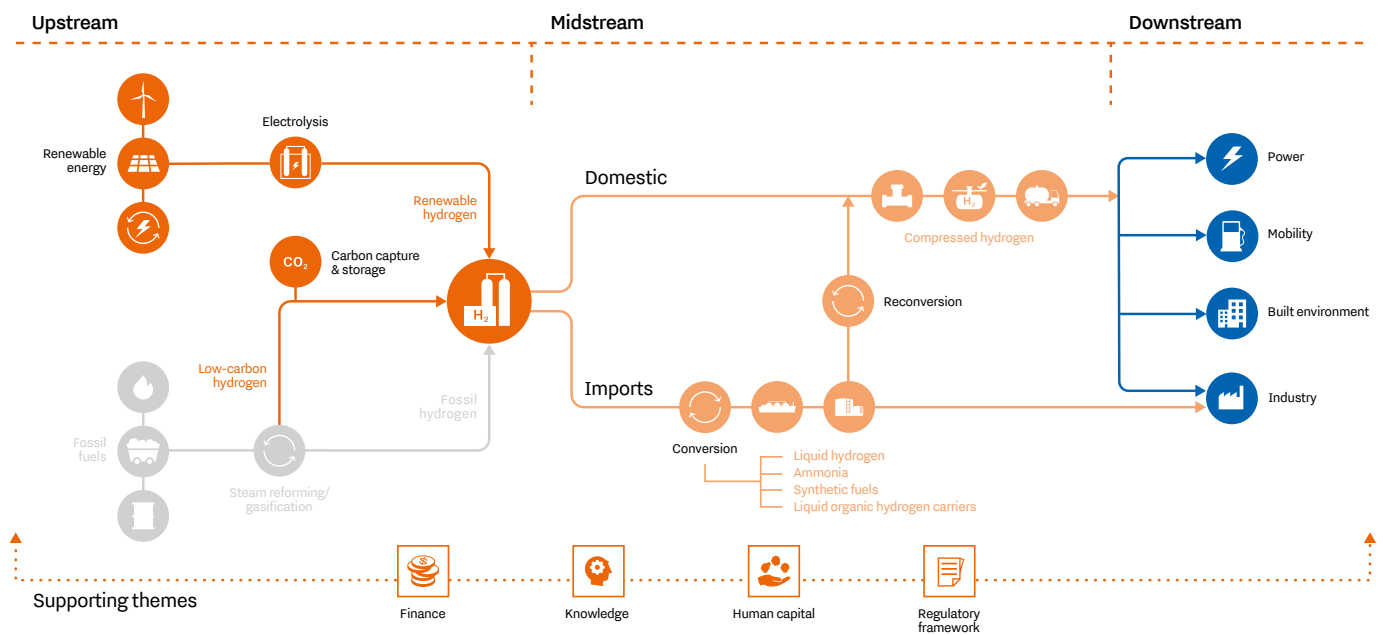 Upstream
Midstream
Downstream
Renewable
energy
Electrolysis
Renewable
hydrogen
CO₂
Carbon capture
& storage
H₂
Low-carbon
hydrogen
Fossil
hydrogen
Fossil
fuels
Steam reforming/
gasification
Domestic
H₂
Compressed hydrogen
Reconversion
Imports
Conversion
Liquid hydrogen
Ammonia
Synthetic fuels
Liquid organic hydrogen carriers
Power
Mobility
Built environment
Industry
Supporting themes
$
Finance
Knowledge
Human capital
Regulatory
framework